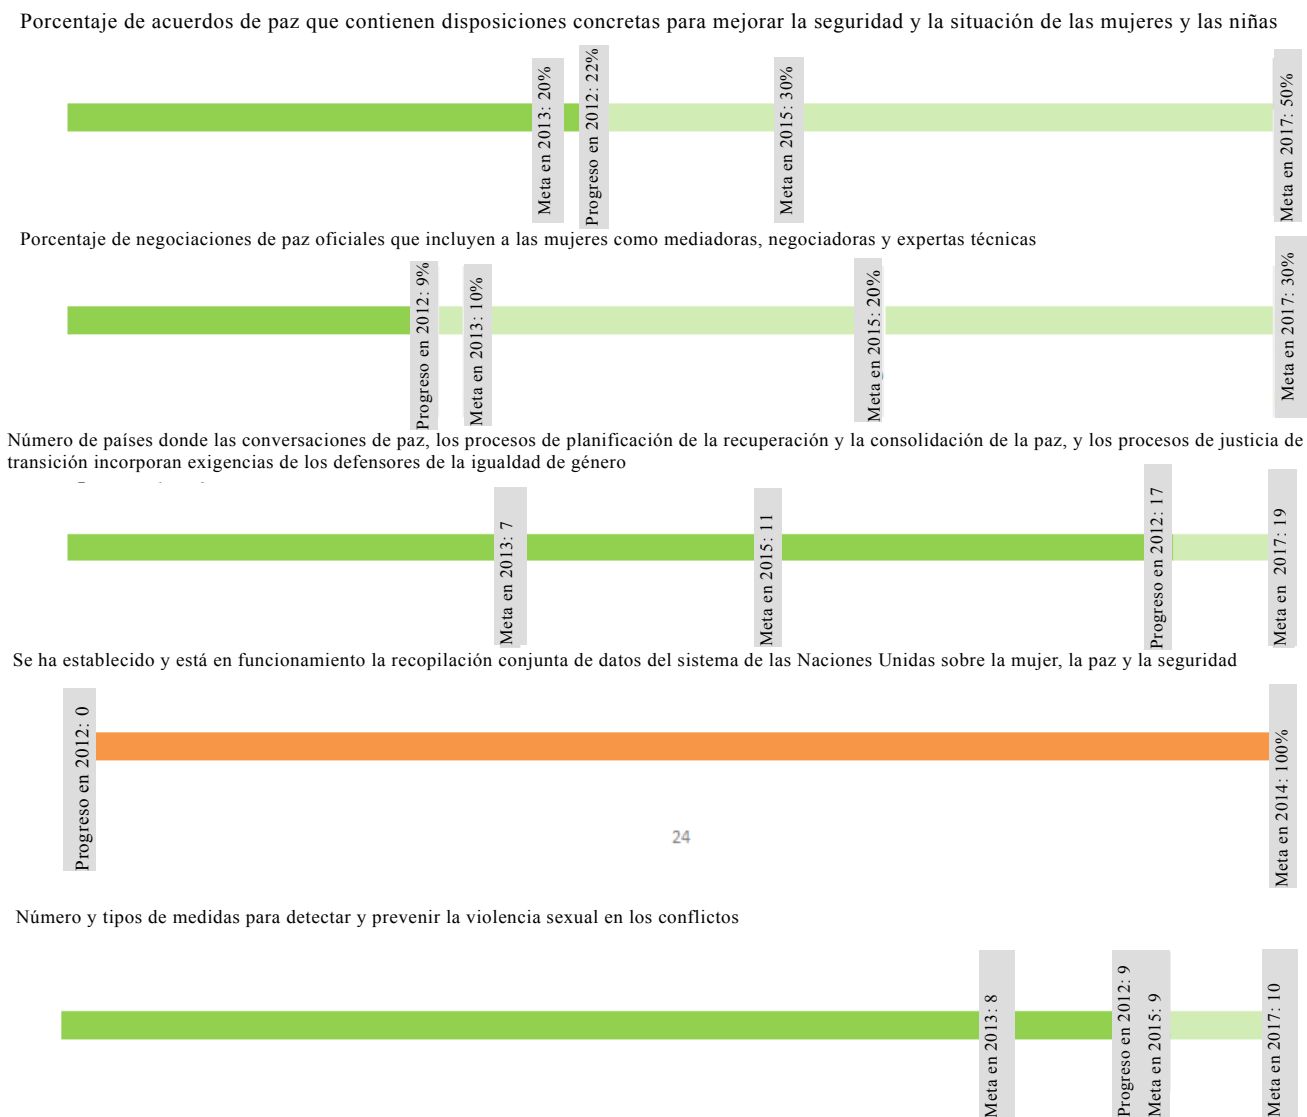 Porcentaje de acuerdos de paz que contienen disposiciones concretas para mejorar la seguridad y la situación de las mujeres y las niñas
Meta en 2013: 20%
Progreso en 2012: 22%
Meta en 2015: 30%
Meta en 2017: 50%
Porcentaje de negociaciones de paz oficiales que incluyen a las mujeres como mediadoras, negociadoras y expertas técnicas
Progreso en 2012: 9%
Meta en 2013: 10%
Meta en 2015: 20%
Meta en 2017: 30%
Número de países donde las conversaciones de paz, los procesos de planificación de la recuperación y la consolidación de la paz, y los procesos de justicia de
transición incorporan exigencias de los defensores de la igualdad de género
Meta en 2013: 7
Meta en 2015: 11
Progreso en 2012: 17
Meta en 2017: 19
Se ha establecido y está en funcionamiento la recopilación conjunta de datos del sistema de las Naciones Unidas sobre la mujer, la paz y la seguridad
Progreso en 2012: 0
Meta en 2014: 100%
24
Número y tipos de medidas para detectar y prevenir la violencia sexual en los conflictos
Meta en 2013: 8
Progreso en 2012: 9
Meta en 2015: 9
Meta en 2017: 10